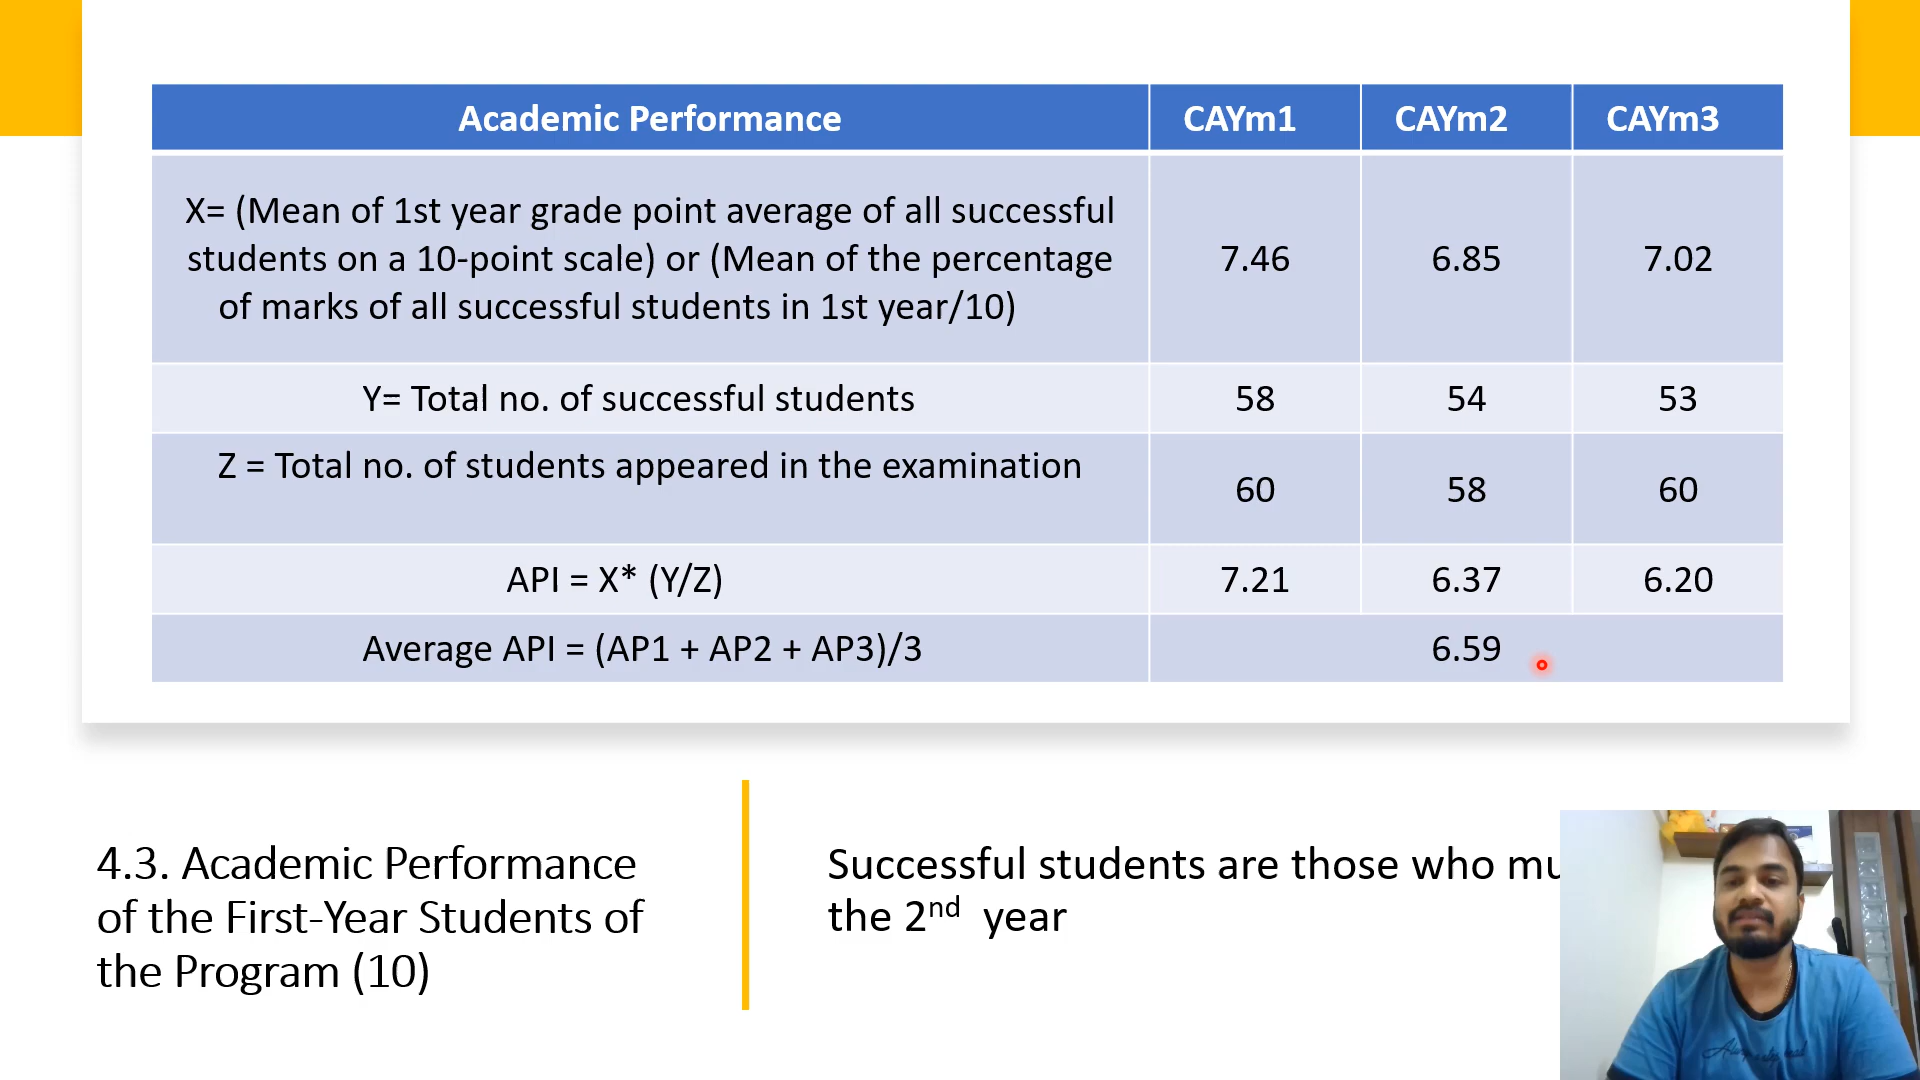 Academic Performance CAYm1 CAYm2 CAYm3
X= (Mean of 1st year grade point average of all successful
students on a 10-point scale) or (Mean of the percentage
of marks of all successful students in 1st year/10)
7.46 6.85 7.02
Y= Total no. of successful students 58 54 53
Z = Total no. of students appeared in the examination
60 58 60
API = X* (Y/Z) 7.21 6.37 6.20
Average API = (AP1 + AP2 + AP3)/3 6.59
4.3. Academic Performance
of the First-Year Students of
the Program (10)
Successful students are those who
the 2nd year